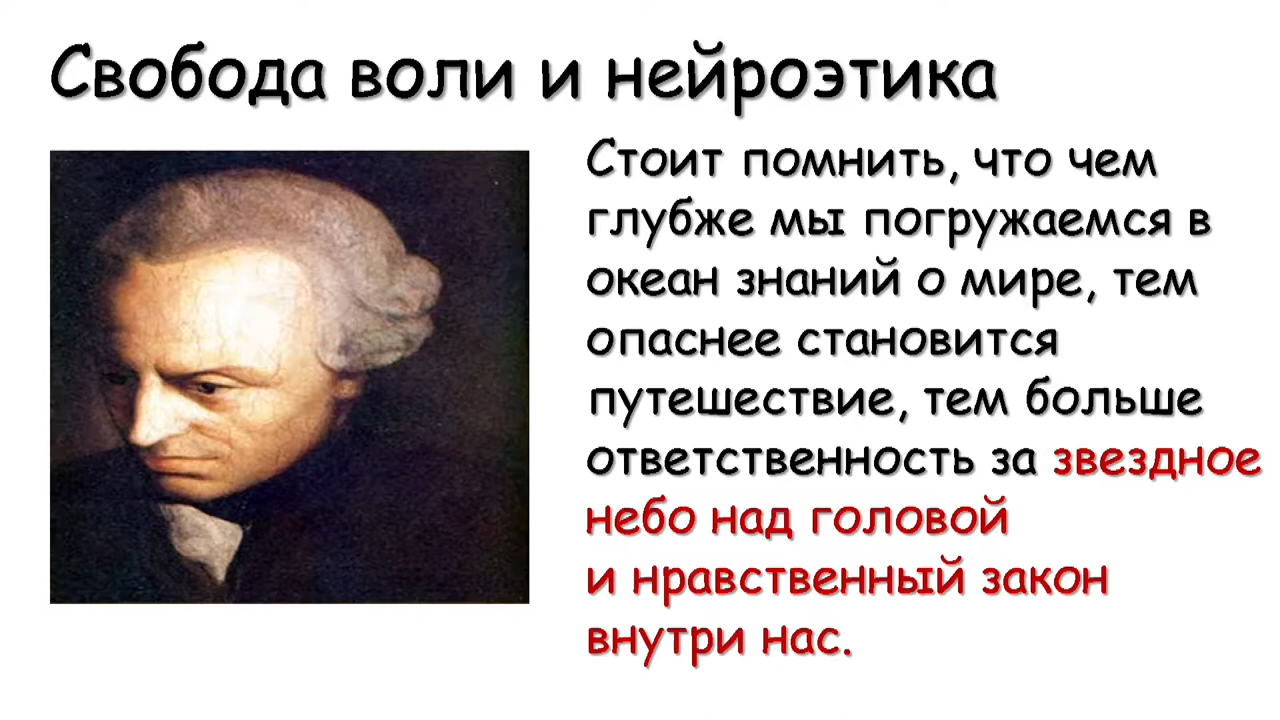 Свобода воли и нейроэтика
Стоит помнить, что чем
глубже мы погружаемся в
океан знаний о мире, тем
опаснее становится
путешествие, тем больше
ответственность за звездное
небо над головой
и нравственный закон
внутри нас.